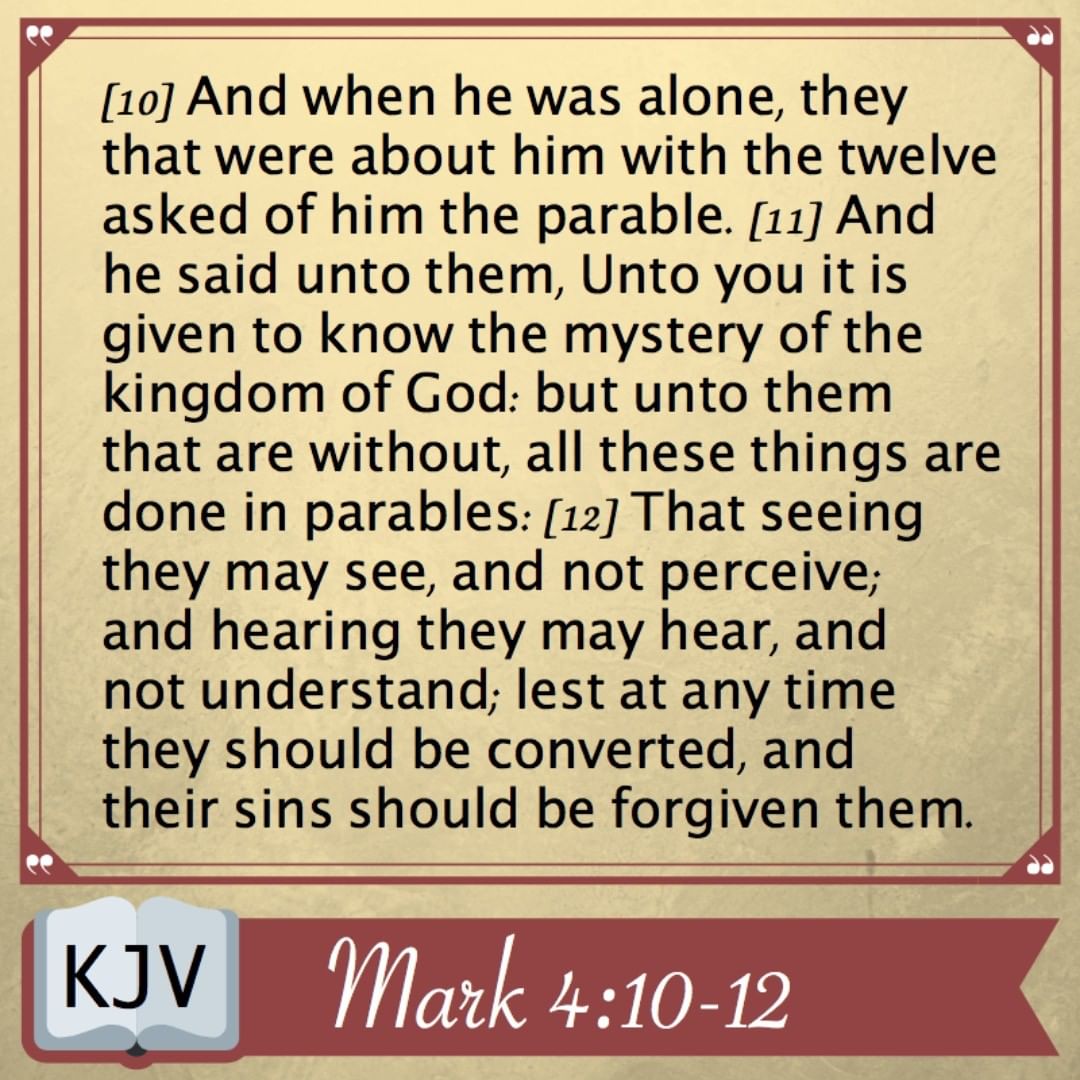 [10] And when he was alone, they
that were about him with the twelve
asked of him the parable. [11] And
he said unto them, Unto you it is
given to know the mystery of the
kingdom of God: but unto them
that are without, all these things are
done in parables: [12] That seeing
they may see, and not perceive;
and hearing they may hear, and
not understand; lest at any time
they should be converted, and
their sins should be forgiven them.
KJV
Mark 4:10-12